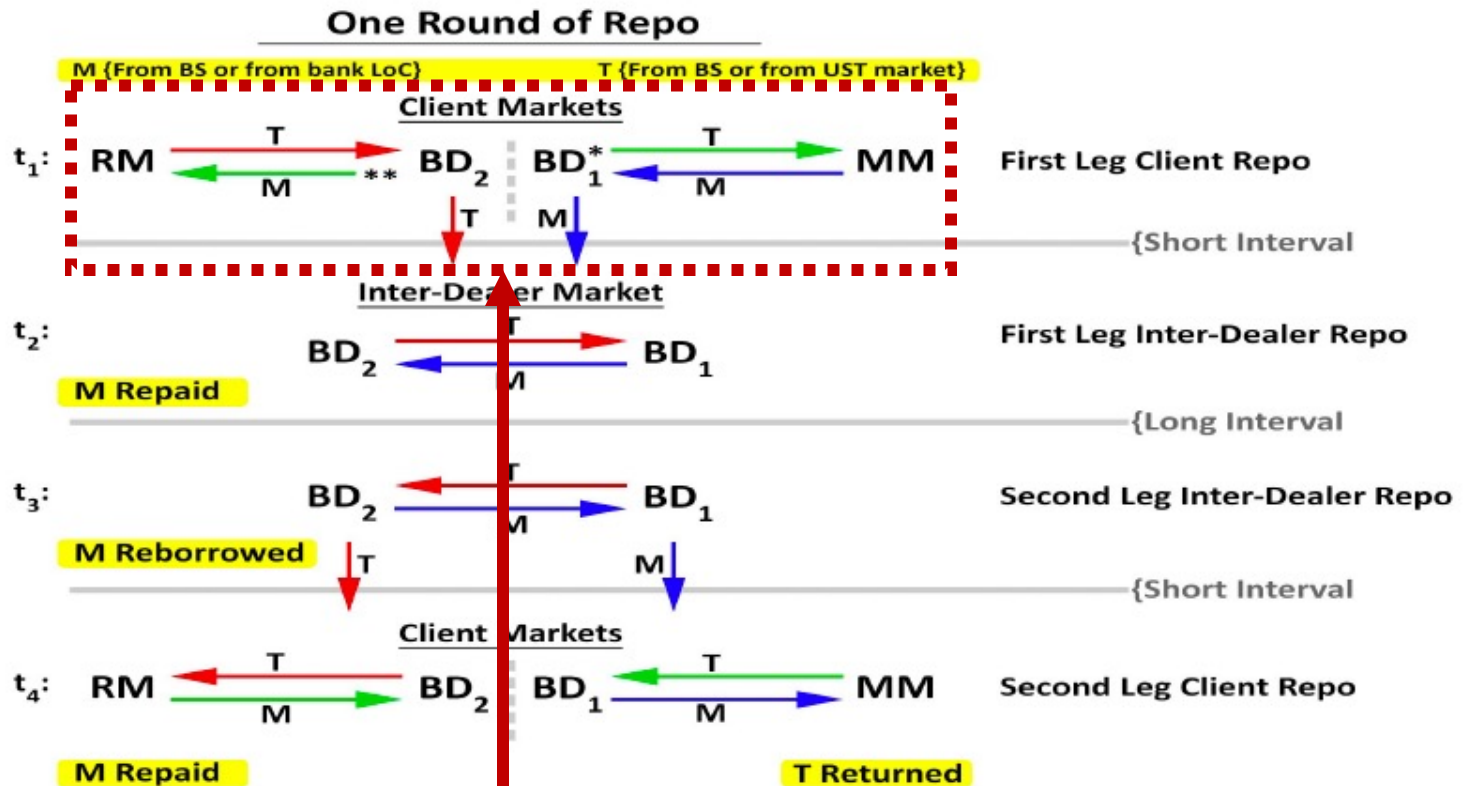 One Round of Repo
M {From BS or from bank LoC} T {From BS or from UST market}
Client Markets
t1: RM T M ** BD2 BD1* T M MM First Leg Client Repo
T M
{Short Interval
Inter-Dealer Market
t2: BD2 T M BD1 First Leg Inter-Dealer Repo
M Repaid
{Long Interval
t3: BD2 T M BD1 Second Leg Inter-Dealer Repo
M Reborrowed T M
{Short Interval
Client Markets
t4: RM T M BD2 BD1 T M MM Second Leg Client Repo
M Repaid T Returned